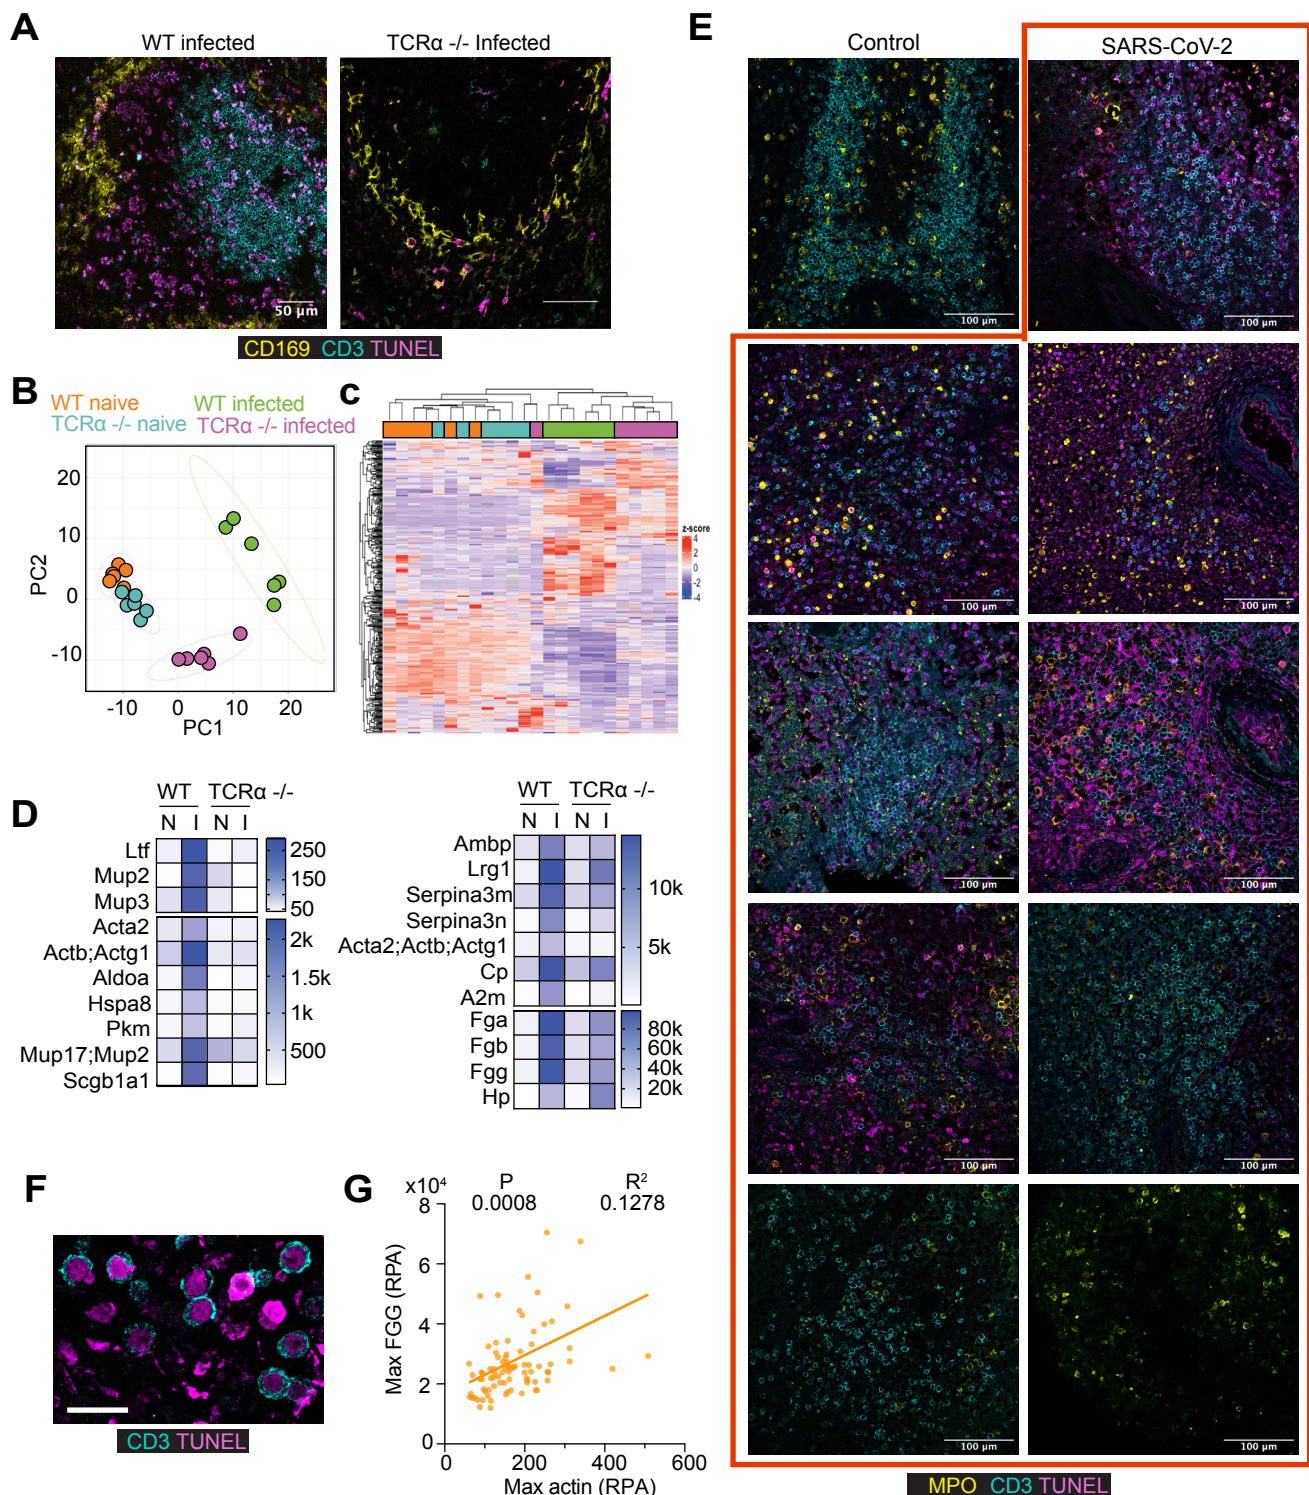 A
WT infected
TCRα -/- Infected
50 µm
CD169 CD3 TUNEL
B
WT naive
WT infected
TCRα -/- naive
TCRα -/- infected
20
10
0
-10
PC2
-10
0
10
20
PC1
c
z-score
4
2
0
-2
-4
D
WT
TCRα -/-
N
I
N
I
Ltf
Mup2
Mup3
250
150
50
Acta2
Actb;Actg1
Aldoa
Hspa8
Pkm
Mup17;Mup2
Scgb1a1
2k
1.5k
1k
500
WT
TCRα -/-
N
I
N
I
Ambp
Lrg1
Serpina3m
Serpina3n
Acta2;Actb;Actg1
Cp
A2m
10k
5k
Fga
Fgb
Fgg
Hp
80k
60k
40k
20k
E
Control
SARS-CoV-2
100 µm
100 µm
100 µm
100 µm
100 µm
100 µm
100 µm
100 µm
100 µm
100 µm
MPO CD3 TUNEL
F
CD3 TUNEL
G
x10⁴
P
0.0008
R²
0.1278
8
6
4
2
0
Max FGG (RPA)
0
200
400
600
Max actin (RPA)